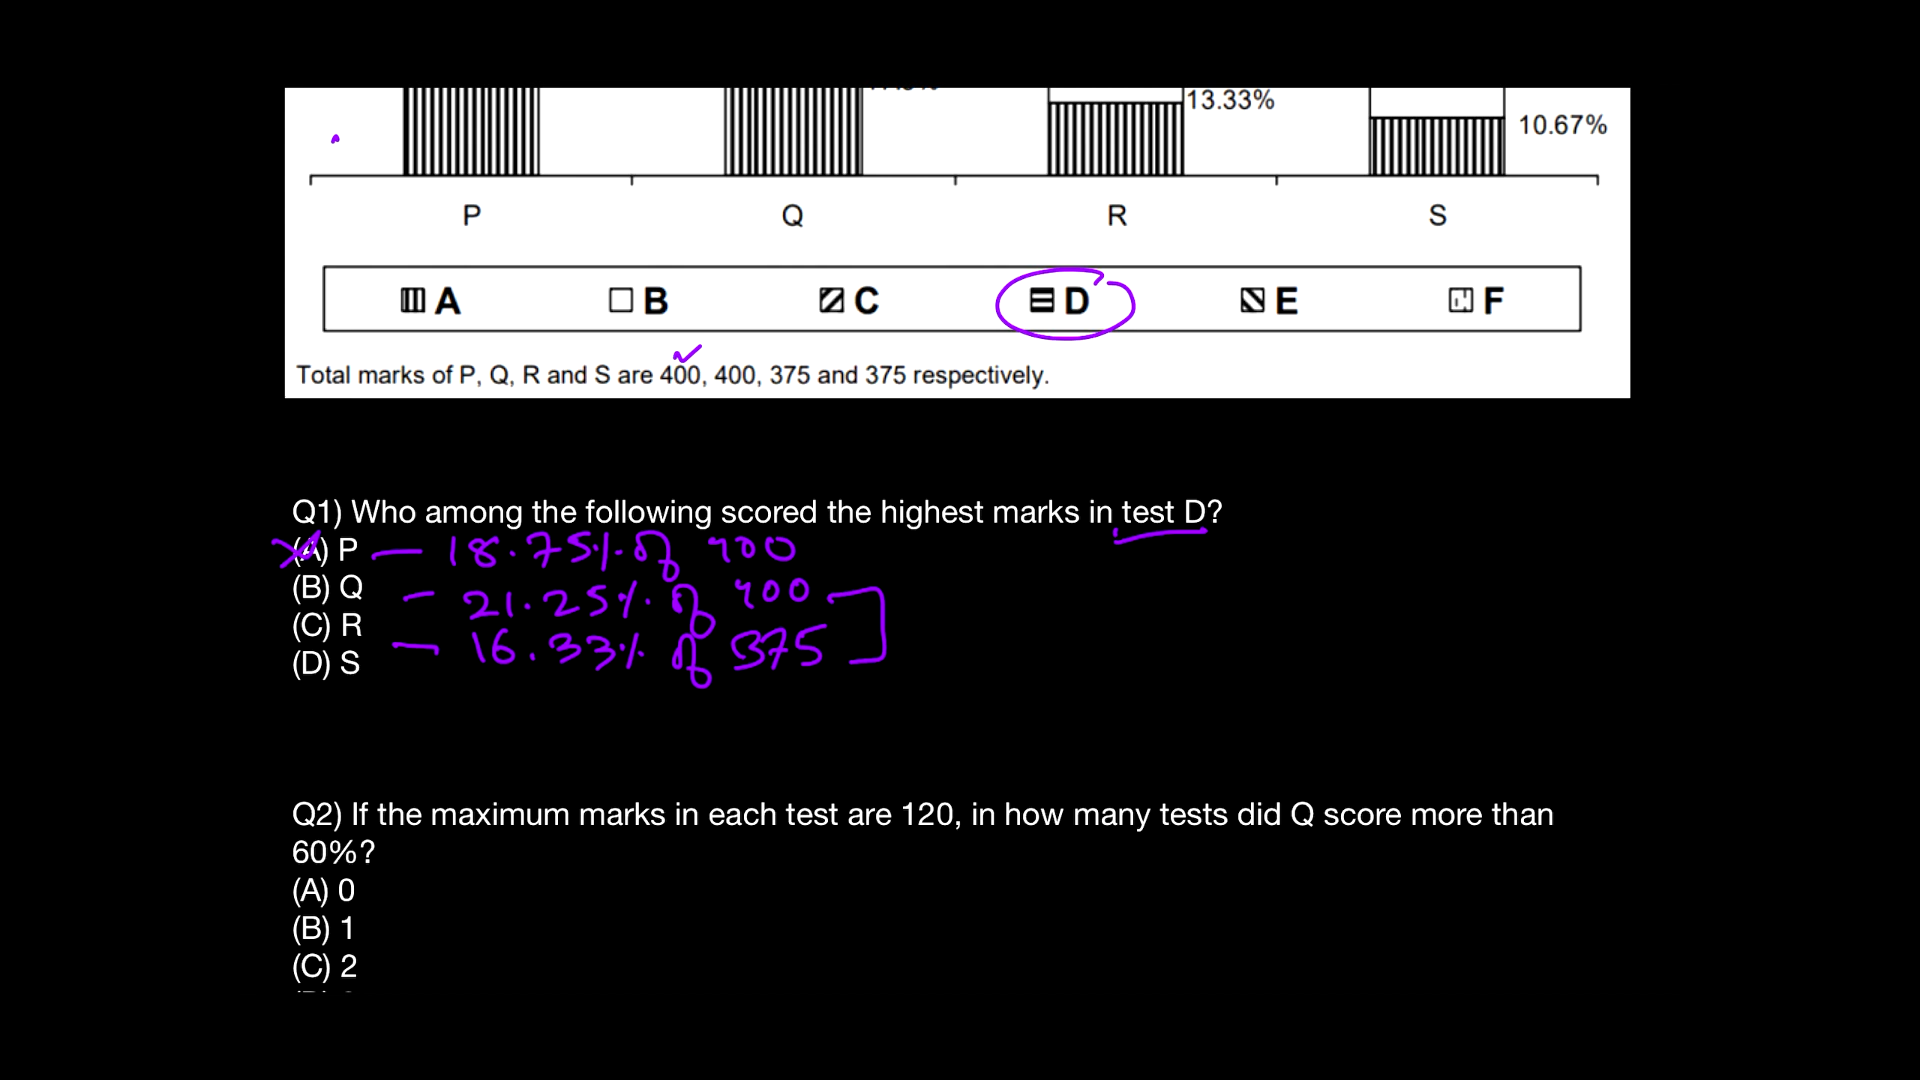 13.33%
10.67%
P Q R S
A B C D E F
Total marks of P, Q, R and S are 400, 400, 375 and 375 respectively.
Q1) Who among the following scored the highest marks in test D?
(A) P — 18.75% of 400
(B) Q — 21.25% of 400
(C) R — 16.33% of 375
(D) S
Q2) If the maximum marks in each test are 120, in how many tests did Q score more than
60%?
(A) 0
(B) 1
(C) 2